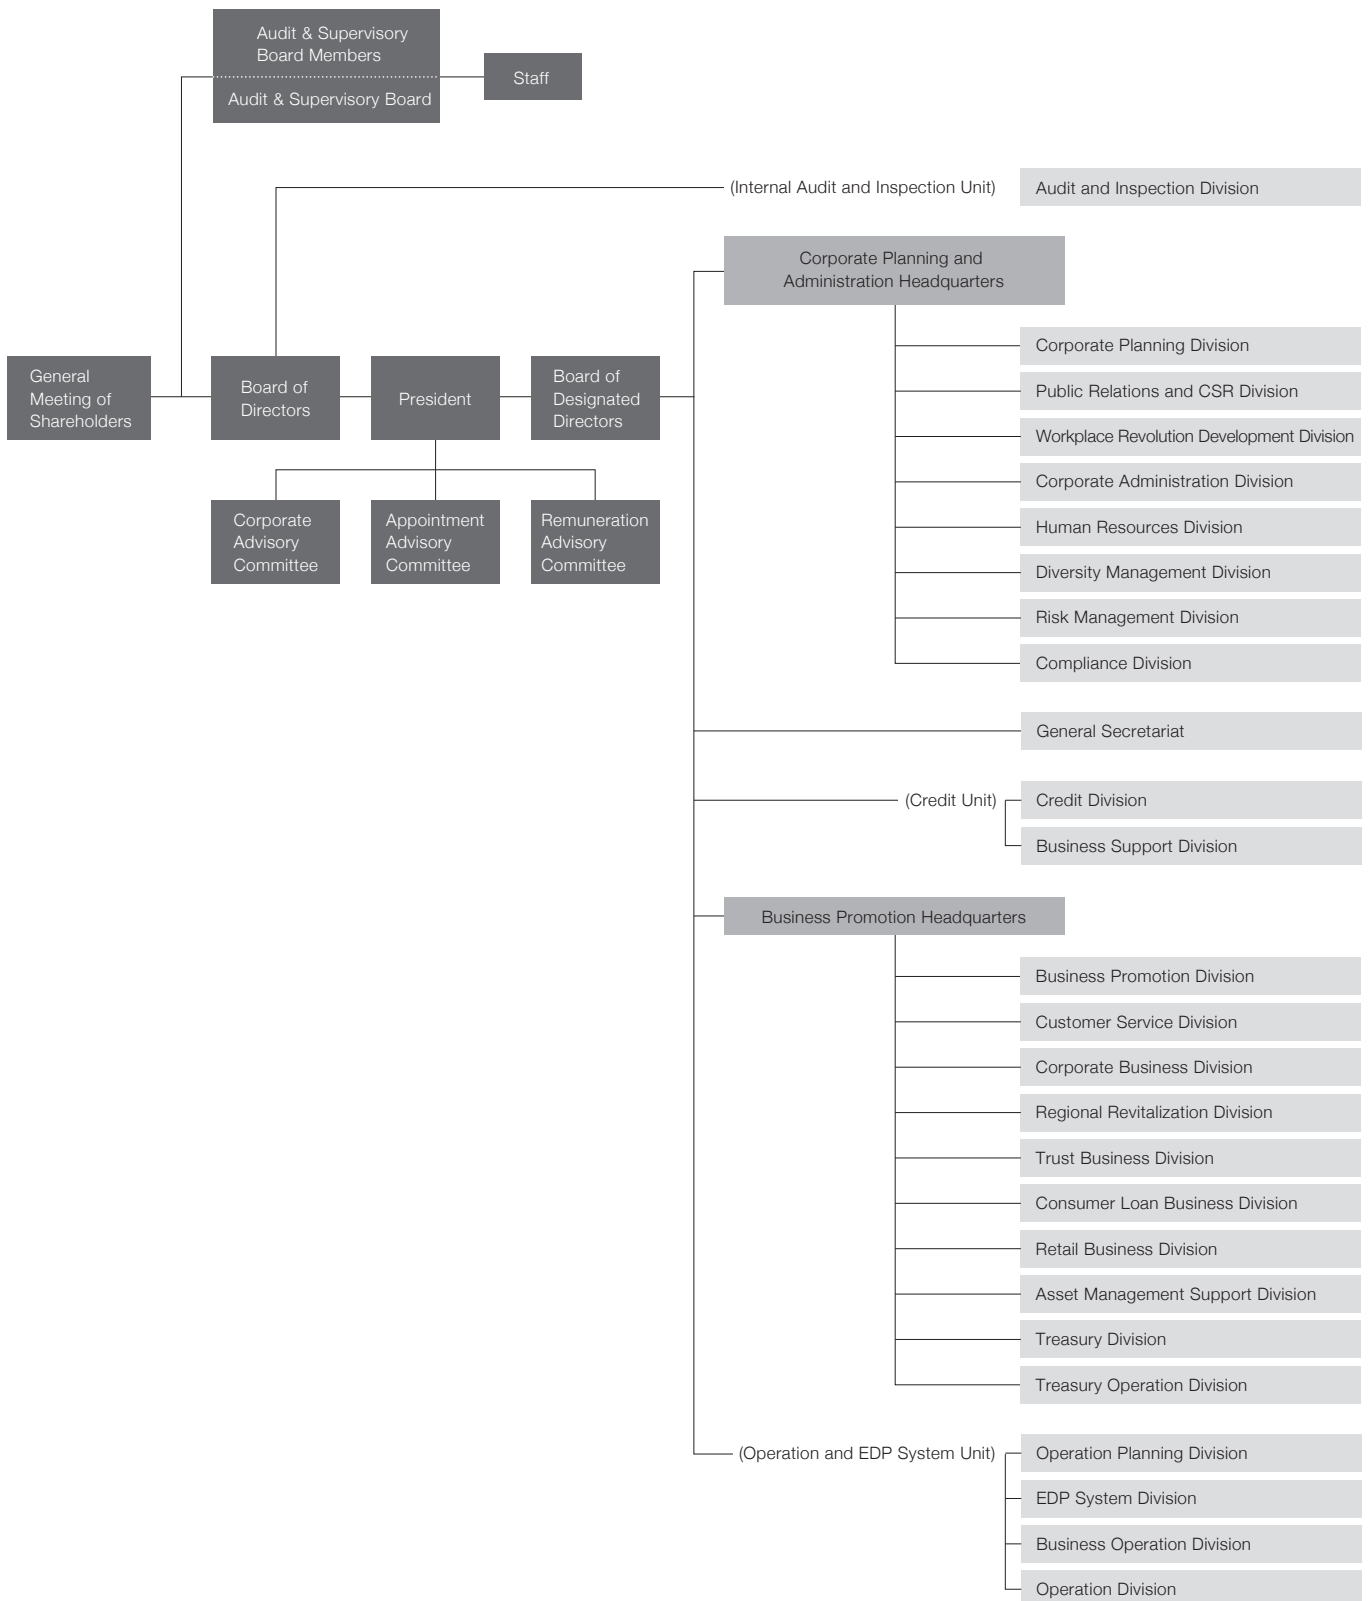 Audit & Supervisory
Board Members
Audit & Supervisory Board
Staff
(Internal Audit and Inspection Unit)
Audit and Inspection Division
Corporate Planning and
Administration Headquarters
General
Meeting of
Shareholders
Board of
Directors
President
Board of
Designated
Directors
Corporate
Advisory
Committee
Appointment
Advisory
Committee
Remuneration
Advisory
Committee
Corporate Planning Division
Public Relations and CSR Division
Workplace Revolution Development Division
Corporate Administration Division
Human Resources Division
Diversity Management Division
Risk Management Division
Compliance Division
General Secretariat
(Credit Unit)
Credit Division
Business Support Division
Business Promotion Headquarters
Business Promotion Division
Customer Service Division
Corporate Business Division
Regional Revitalization Division
Trust Business Division
Consumer Loan Business Division
Retail Business Division
Asset Management Support Division
Treasury Division
Treasury Operation Division
(Operation and EDP System Unit)
Operation Planning Division
EDP System Division
Business Operation Division
Operation Division